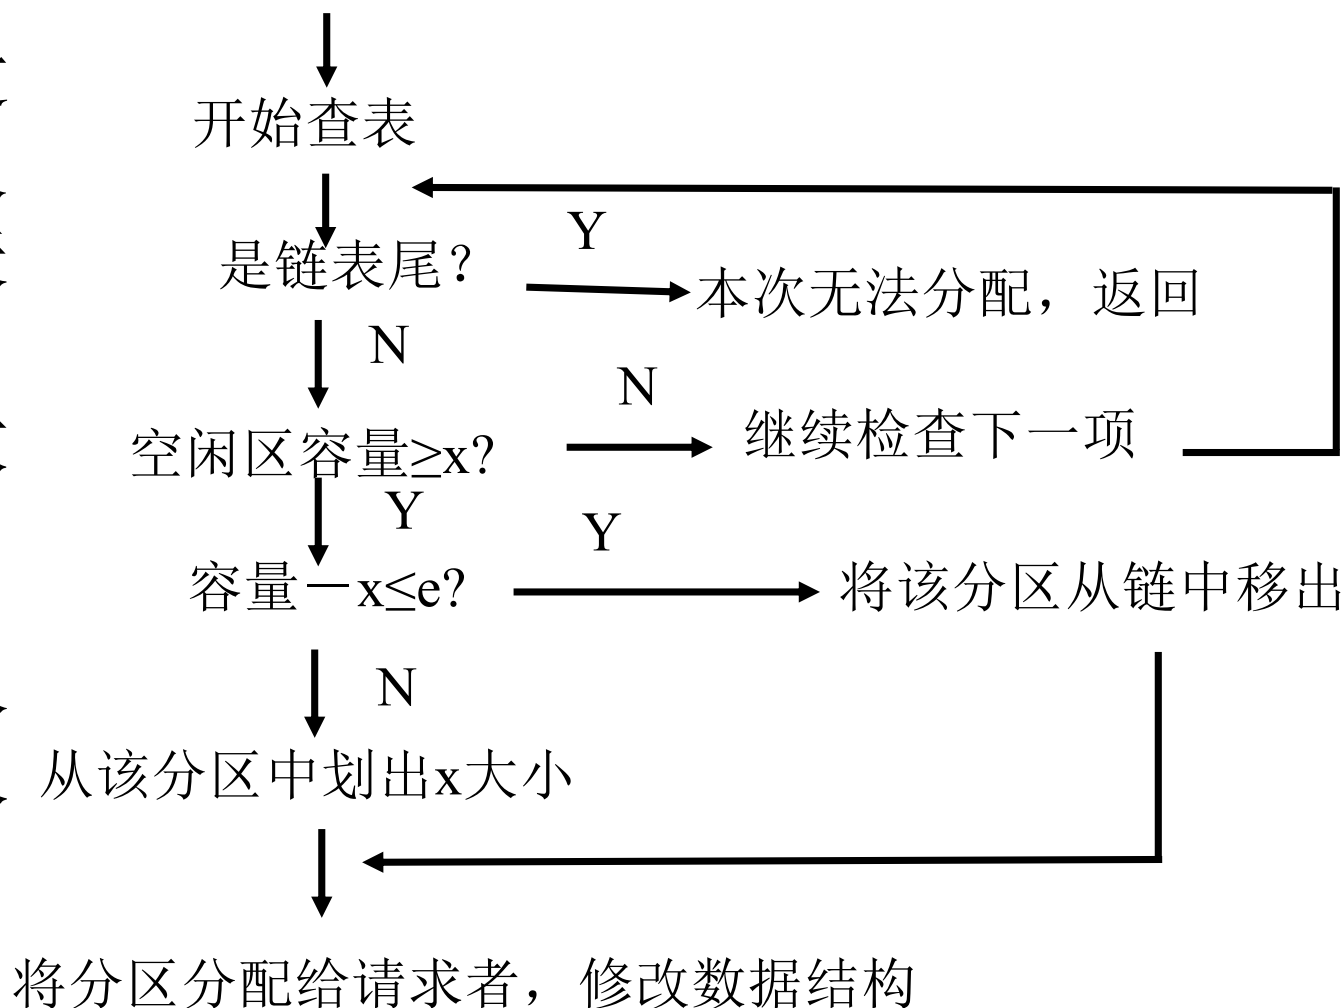 开始查表
Y
是链表尾？
本次无法分配，返回
N
N
继续检查下一项
空闲区容量≥x?
Y
Y
容量－x≤e?
将该分区从链中移出
N
从该分区中划出x大小
将分区分配给请求者，修改数据结构